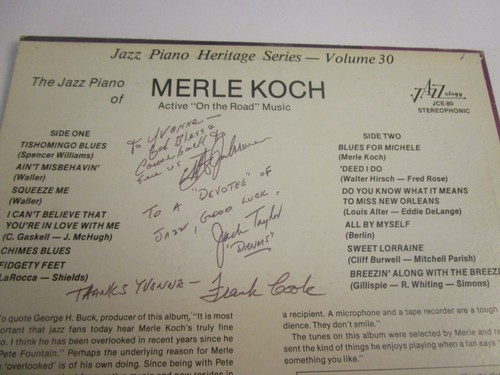 Jazz Piano Heritage Series — Volume 30
The Jazz Piano
of
MERLE KOCH
Active "On the Road" Music
JAZZology
JCE-80
STEREOPHONIC
SIDE ONE
TISHOMINGO BLUES
(Spencer Williams)
AIN'T MISBEHAVIN'
(Waller)
SQUEEZE ME
(Waller)
I CAN'T BELIEVE THAT
YOU'RE IN LOVE WITH ME
(C. Gaskell — J. McHugh)
CHIMES BLUES
FIDGETY FEET
(LaRocca — Shields)
To Yvonne —
God Bless &
Come back &
see us
TO A "DEVOTEE" OF
JAZZ, GOOD LUCK,
Jack Taylor
"DRUMS"
THANKS YVONNE — Frank Cook
SIDE TWO
BLUES FOR MICHELE
(Merle Koch)
'DEED I DO
(Walter Hirsch — Fred Rose)
DO YOU KNOW WHAT IT MEANS
TO MISS NEW ORLEANS
(Louis Alter — Eddie DeLange)
ALL BY MYSELF
(Berlin)
SWEET LORRAINE
(Cliff Burwell — Mitchell Parish)
BREEZIN' ALONG WITH THE BREEZE
(Gillispie — R. Whiting — Simons)
To quote George H. Buck, producer of this album, "It is most
portant that jazz fans today hear Merle Koch's truly fine
o. I think he has been overlooked in recent years since he
Pete Fountain." Perhaps the underlying reason for Merle
'overlooked' is of his own doing. Since being with Pete
a recipient. A microphone and a tape recorder are a tough
dience. They don't smile."
The tunes on this album were selected by Merle and re
sent the kind of things he enjoys playing when a fan says
something you like."